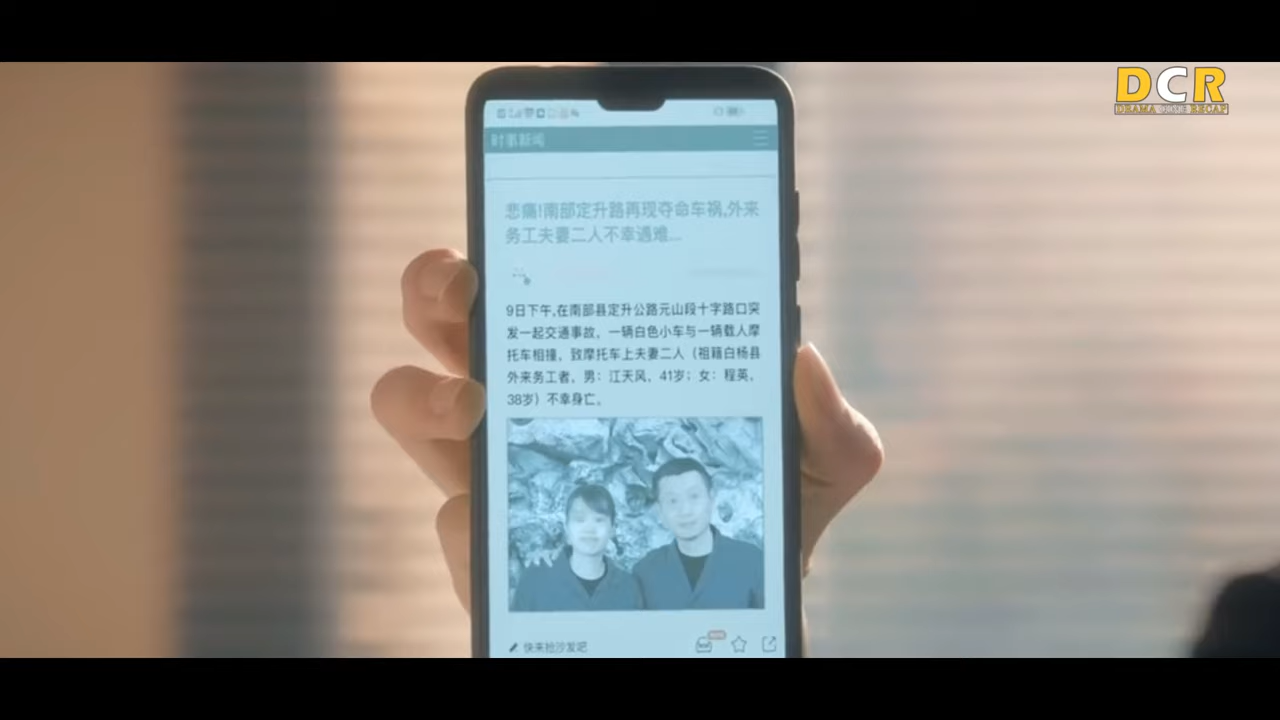 DCR
DRAMA RECAP
时事新闻
悲痛!南部定升路再现夺命车祸,外来
务工夫妻二人不幸遇难...
9日下午,在南部县定升公路元山段十字路口突
发一起交通事故。一辆白色小车与一辆载人摩
托车相撞,致摩托车上夫妻二人(祖籍白杨县
外来务工者,男:江天风,41岁;女:程英,
38岁)不幸身亡。
快来抢沙发吧